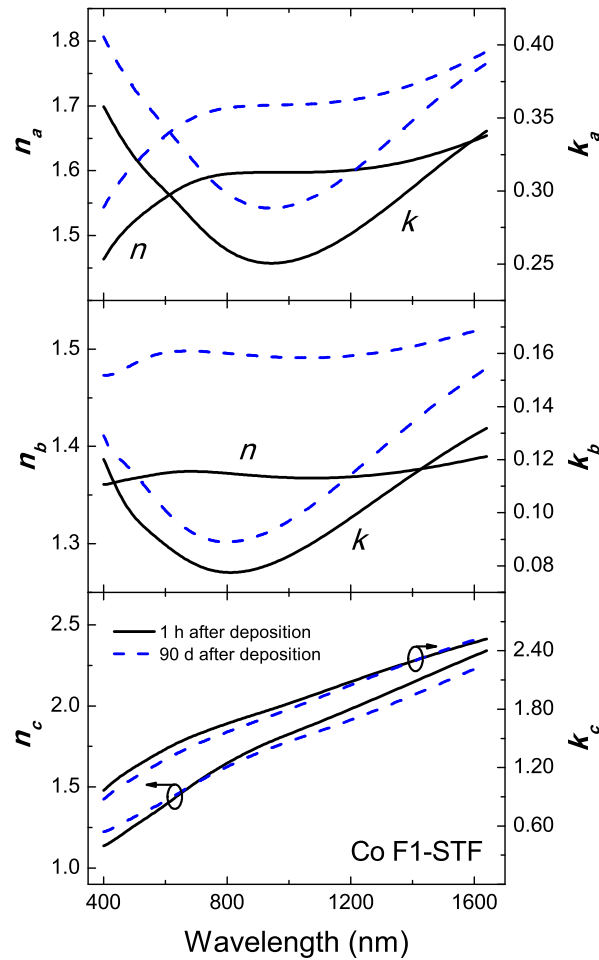 1.8
1.7
1.6
1.5
n_a
0.40
0.35
0.30
0.25
k_a
n
k
1.5
1.4
1.3
n_b
0.16
0.14
0.12
0.10
0.08
k_b
n
k
2.5
2.0
1.5
1.0
n_c
1 h after deposition
90 d after deposition
2.40
1.80
1.20
0.60
k_c
Co F1-STF
400 800 1200 1600
Wavelength (nm)